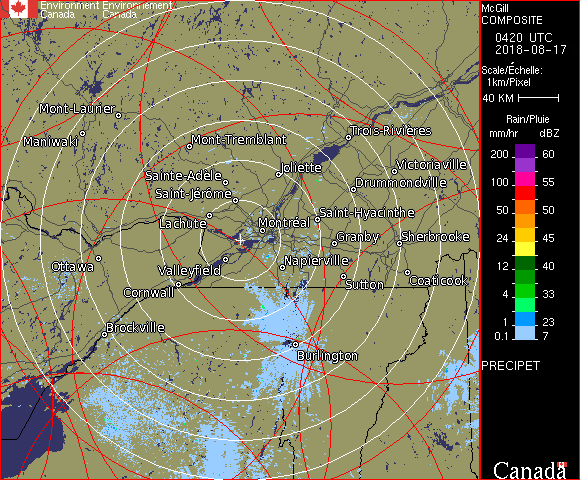 Environment Environnement
Canada Canada
McGill
COMPOSITE
0420 UTC
2018-08-17
Scale/Échelle:
1km/Pixel
40 KM
Rain/Pluie
mm/hr dBZ
200 60
150 57
100 55
50 50
24 45
12 40
4 33
1 23
0.1 7
PRECIPET
Canada
Mont-Laurier
Maniwaki
Mont-Tremblant
Trois-Rivières
Joliette
Victoriaville
Sainte-Adèle
Drummondville
Saint-Jérôme
Lachute
Montréal
Saint-Hyacinthe
Granby
Sherbrooke
Ottawa
Valleyfield
Napierville
Cornwall
Sutton
Coaticook
Brockville
Burlington